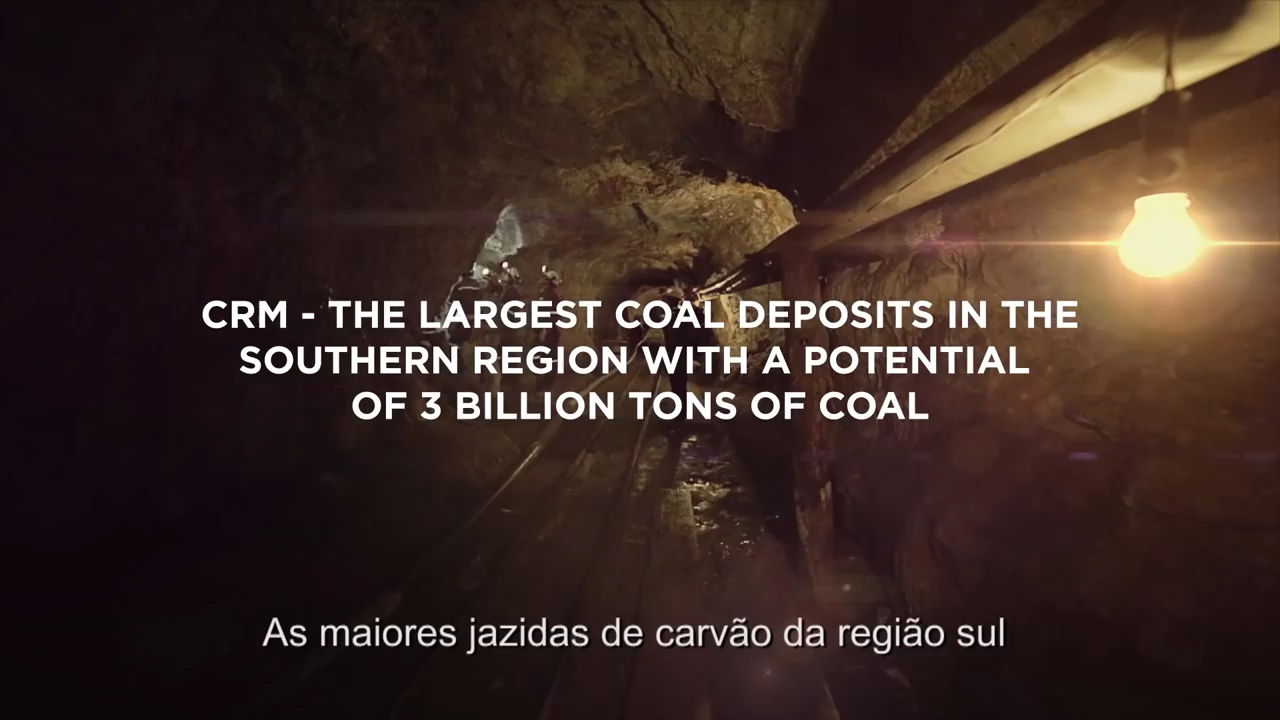 CRM - THE LARGEST COAL DEPOSITS IN THE
SOUTHERN REGION WITH A POTENTIAL
OF 3 BILLION TONS OF COAL
As maiores jazidas de carvão da região sul